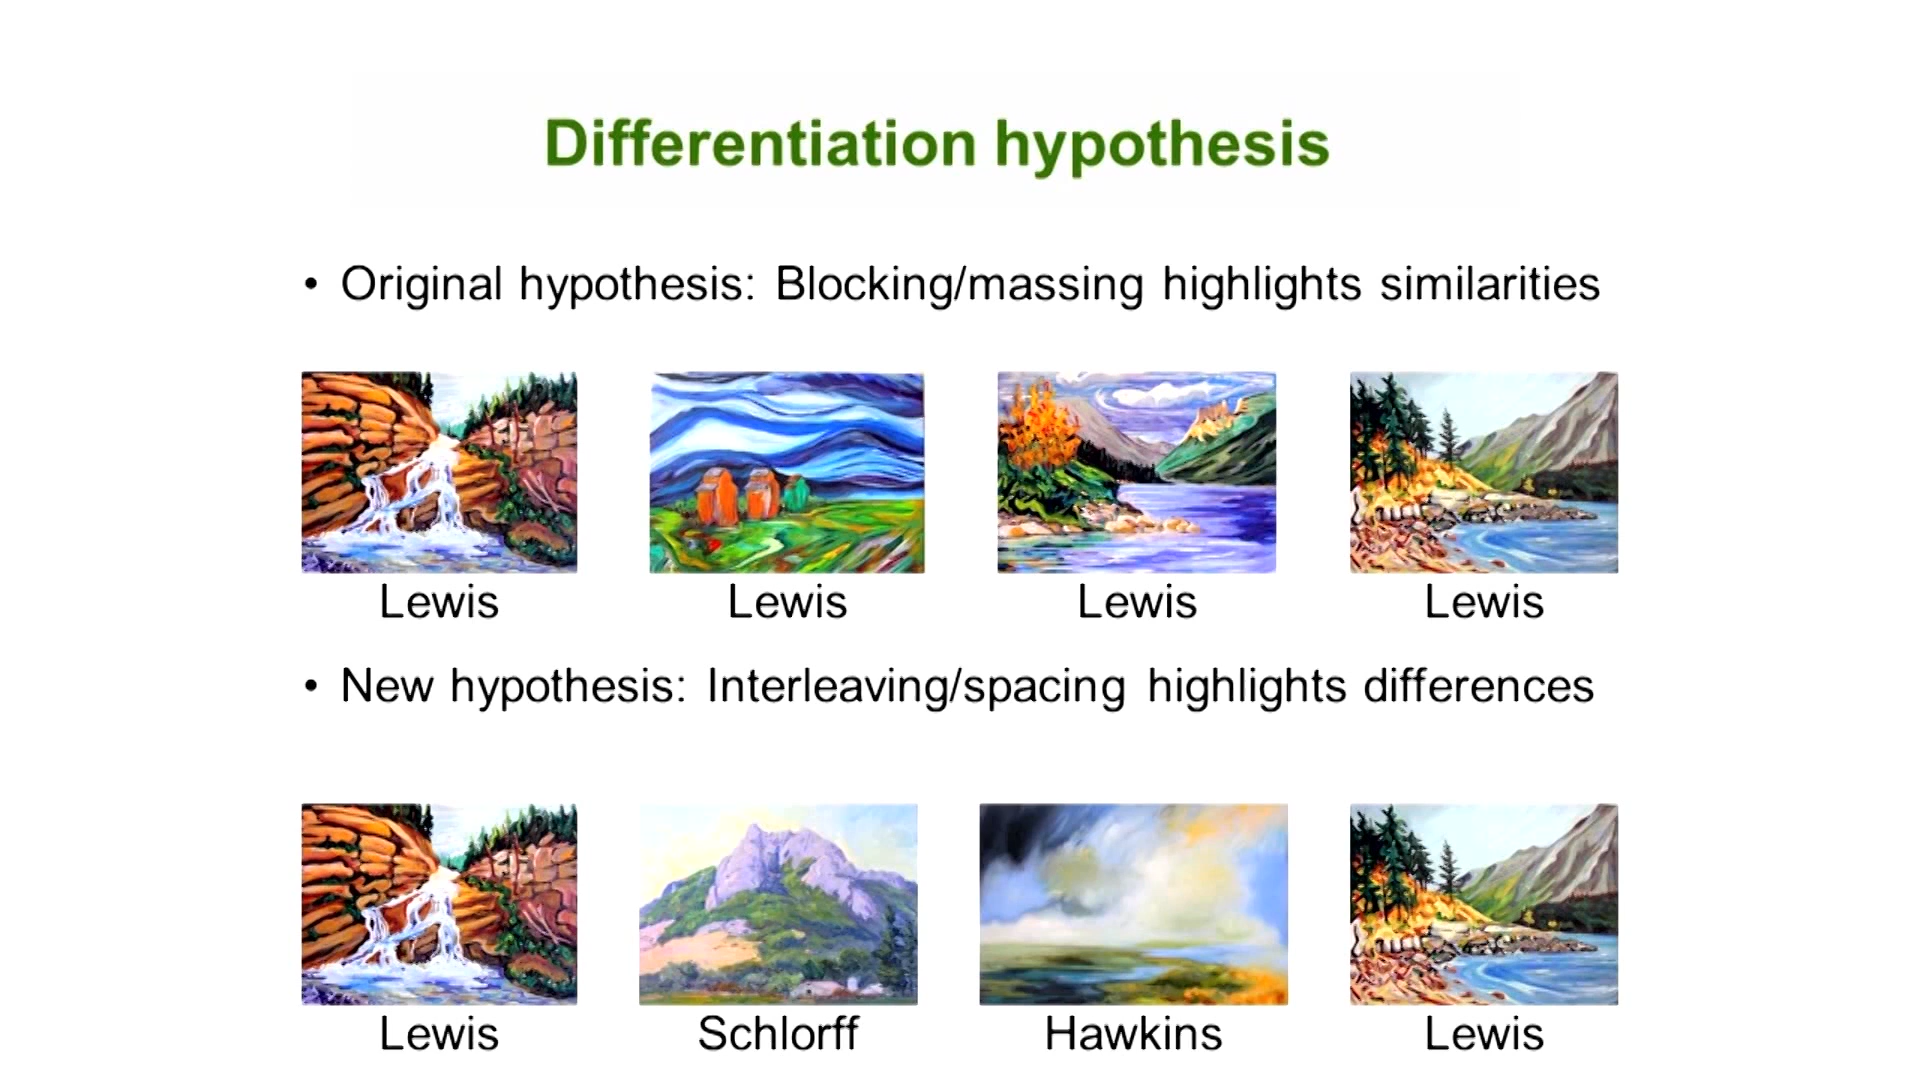 Differentiation hypothesis
• Original hypothesis: Blocking/massing highlights similarities
Lewis Lewis Lewis Lewis
• New hypothesis: Interleaving/spacing highlights differences
Lewis Schlorff Hawkins Lewis